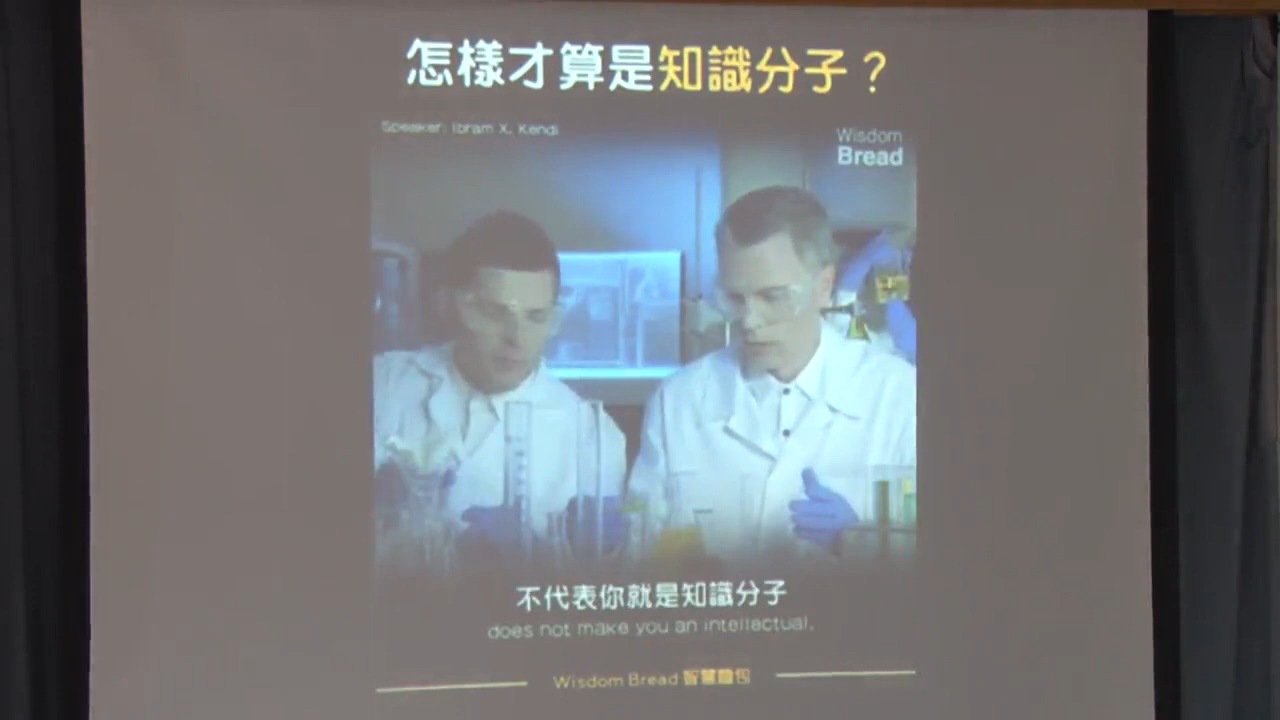 怎樣才算是知識分子？
Speaker: Ibram X. Kendi
Wisdom
Bread
不代表你就是知識分子
does not make you an intellectual.
Wisdom Bread 智慧麵包